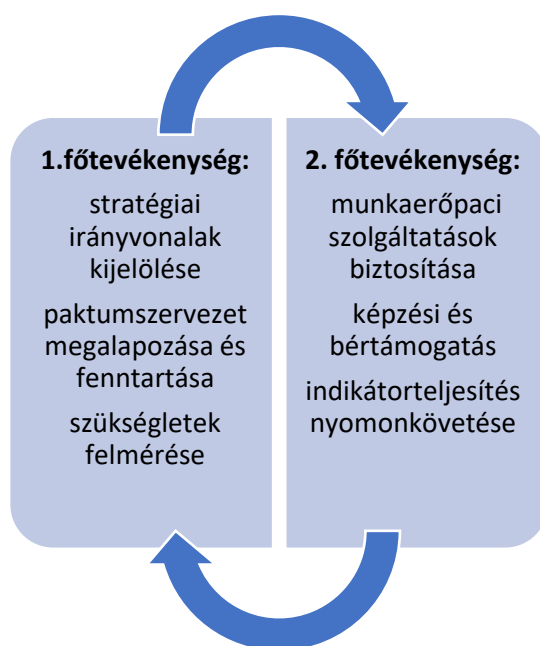 1.főtevékenység:
stratégiai
irányvonalak
kijelölése
paktumszervezet
megalapozása és
fenntartása
szükségletek
felmérése
2. főtevékenység:
munkaerőpaci
szolgáltatások
biztosítása
képzési és
bértámogatás
indikátorteljesítés
nyomonkövetése